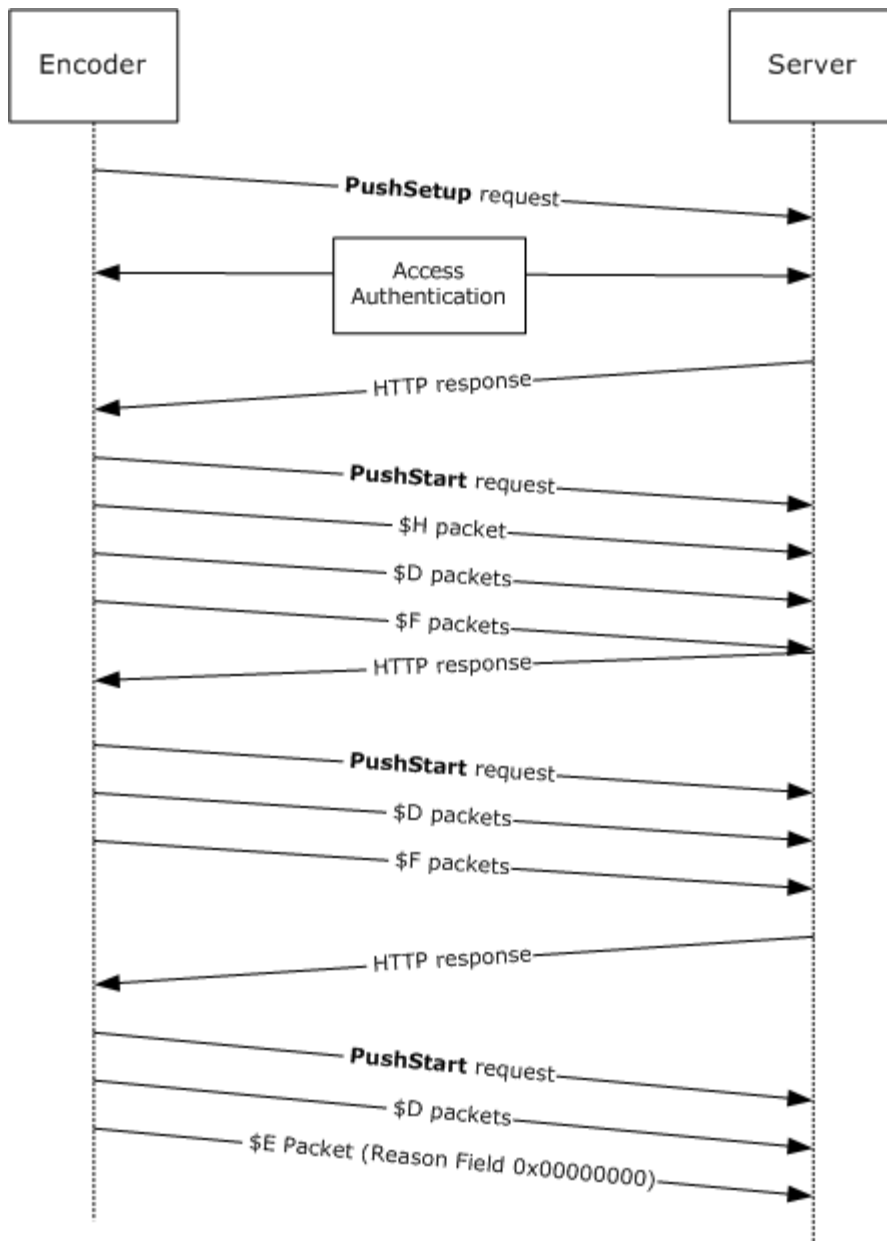 Encoder
Server
PushSetup request
Access
Authentication
HTTP response
PushStart request
$H packet
$D packets
$F packets
HTTP response
PushStart request
$D packets
$F packets
HTTP response
PushStart request
$D packets
$E Packet (Reason Field 0x00000000)